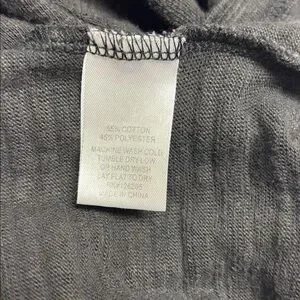 55% COTTON
45% POLYESTER
MACHINE WASH COLD
TUMBLE DRY LOW
OR HAND WASH
LAY FLAT TO DRY
MADE IN CHINA